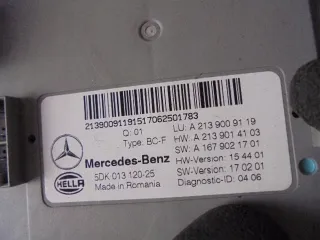 21390091191517062501783
Q: 01 LU: A 213 900 91 19
Type: BC-F HW: A 213 901 41 03
Mercedes-Benz SW: A 167 902 17 01
5DK 013 120-25 HW-Version: 15 44 01
HELLA Made in Romania SW-Version: 17 02 01
Diagnostic-ID: 04 06